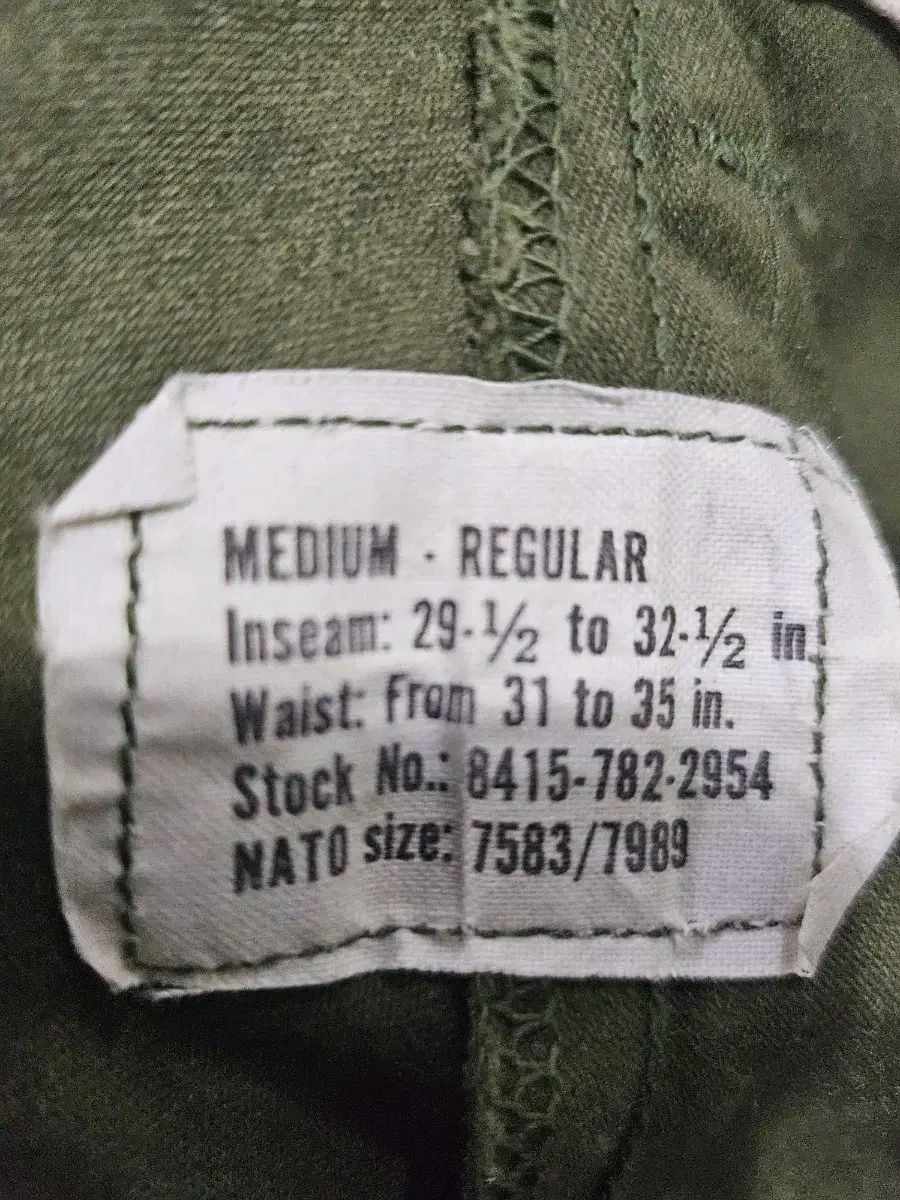 MEDIUM - REGULAR
Inseam: 29-½ to 32-½ in.
Waist: From 31 to 35 in.
Stock No.: 8415-782-2954
NATO size: 7583/7989